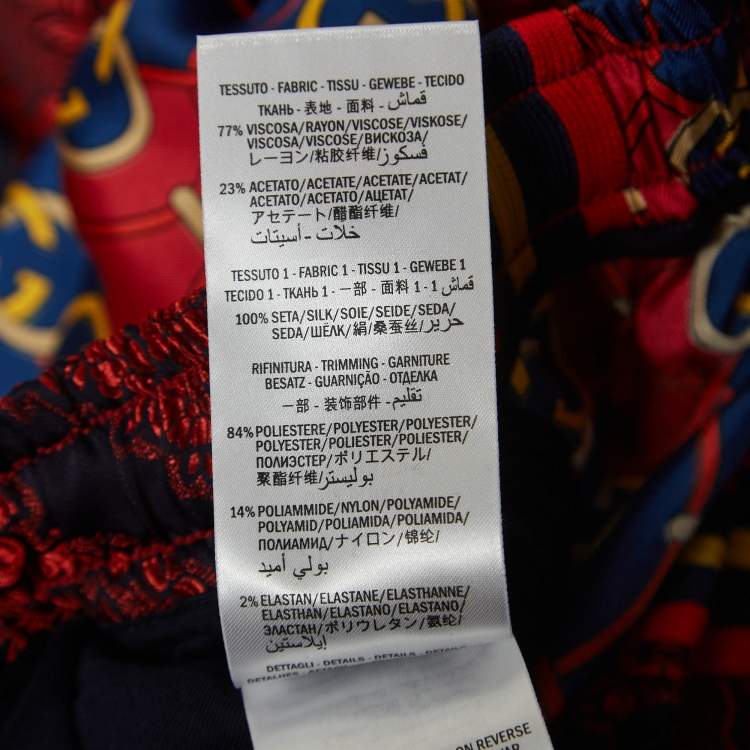 TESSUTO - FABRIC - TISSU - GEWEBE - TECIDO
ТКАНЬ - 表地 - 面料 - قماش
77% VISCOSA/RAYON/VISCOSE/VISKOSE/
VISCOSA/VISCOSE/ВИСКОЗА/
レーヨン/粘胶纤维/فسكوز
23% ACETATO/ACETATE/ACETATE/ACETAT/
ACETATO/ACETATO/АЦЕТАТ/
アセテート/醋酯纤维/
خلات - أسيتات
TESSUTO 1 - FABRIC 1 - TISSU 1 - GEWEBE 1
TECIDO 1 - ТКАНЬ 1 - 一部 - 面料 1 - قماش 1
100% SETA/SILK/SOIE/SEIDE/SEDA/
SEDA/ШЁЛК/絹/桑蚕丝/حرير
RIFINITURA - TRIMMING - GARNITURE
BESATZ - GUARNIÇÃO - ОТДЕЛКА
一部 - 装饰部件 - تقليم
84% POLIESTERE/POLYESTER/POLYESTER/
POLYESTER/POLIESTER/POLIESTER/
ПОЛИЭСТЕР/ポリエステル/
聚酯纤维/بوليستر
14% POLIAMMIDE/NYLON/POLYAMIDE/
POLYAMID/POLIAMIDA/POLIAMIDA/
ПОЛИАМИД/ナイロン/锦纶/
بولي أميد
2% ELASTAN/ELASTANE/ELASTHANNE/
ELASTHAN/ELASTANO/ELASTANO/
ЭЛАСТАН/ポリウレタン/氨纶/
إيلاستين
DETTAGLI - DETAILS - DETAILS -
ON REVERSE